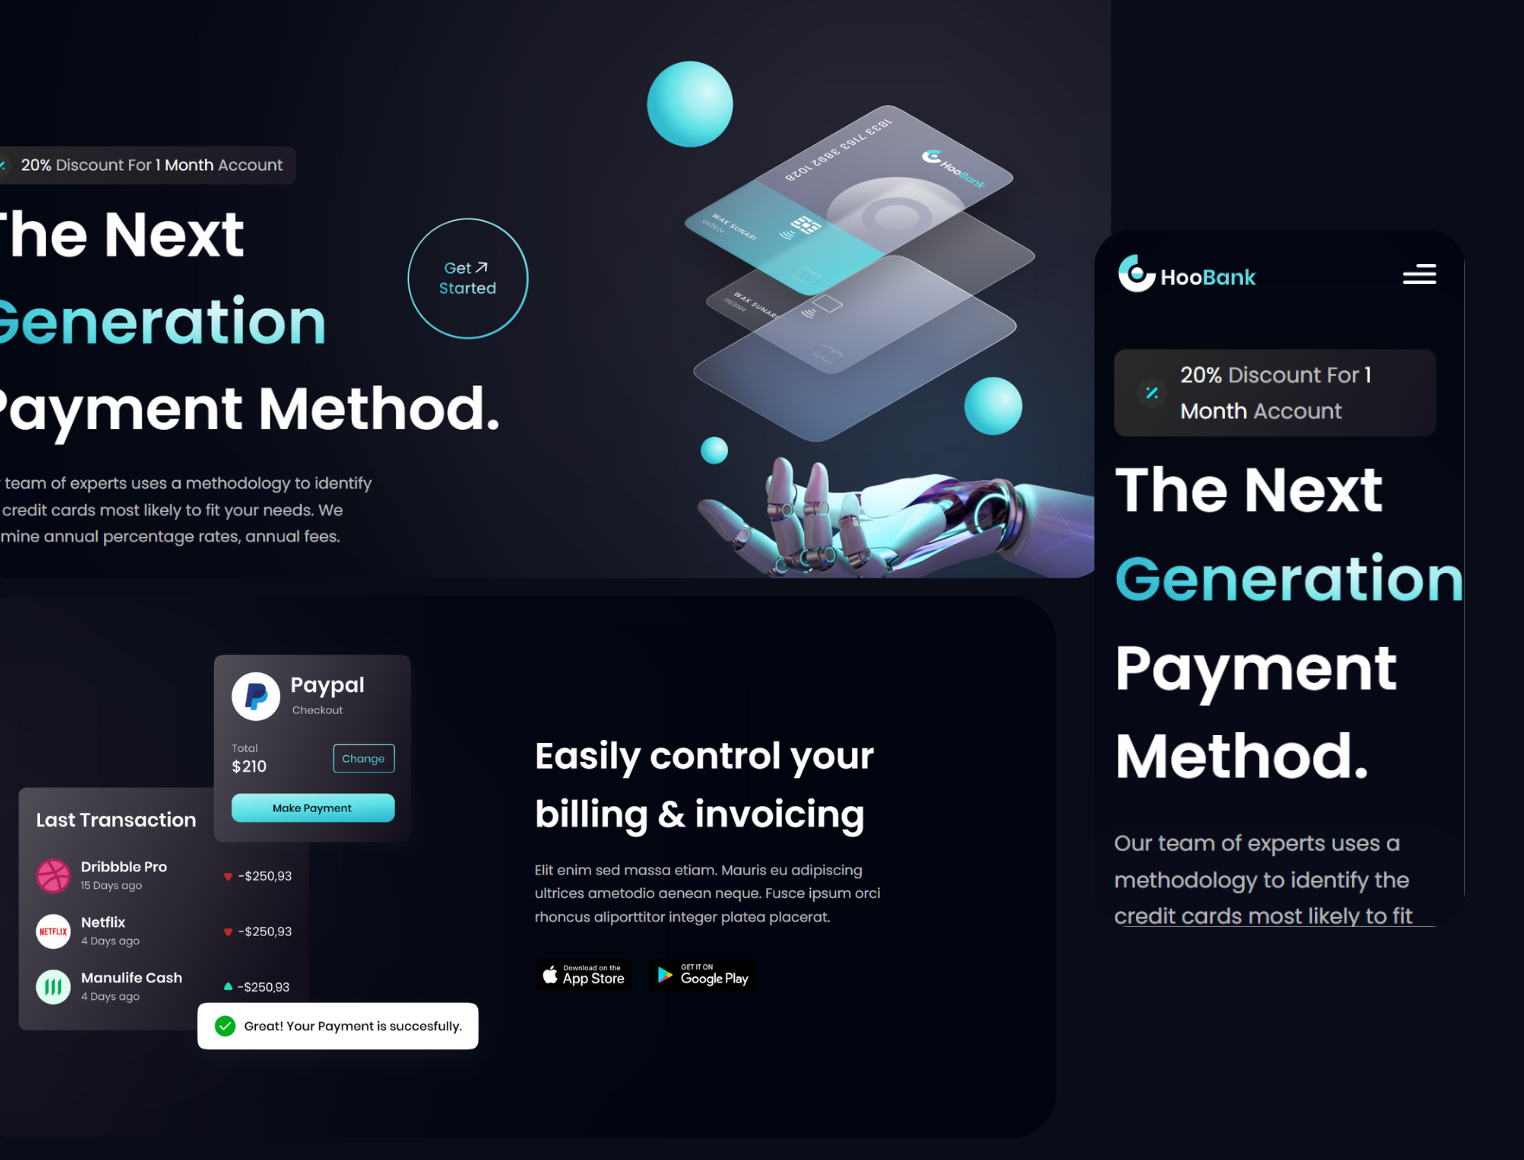 20% Discount For 1 Month Account
The Next
Generation
Payment Method.
team of experts uses a methodology to identify
credit cards most likely to fit your needs. We
mine annual percentage rates, annual fees.
Get
Started
1833 7163 3892 1028
HooBank
WAK SUNARI
06/2024
WAK SUNARI
06/2024
HooBank
20% Discount For 1
Month Account
The Next
Generation
Payment
Method.
Our team of experts uses a
methodology to identify the
credit cards most likely to fit
Paypal
Checkout
Total
$210
Change
Make Payment
Last Transaction
Dribbble Pro
15 Days ago
-$250,93
NETFLIX
Netflix
4 Days ago
-$250,93
Manulife Cash
4 Days ago
-$250,93
Great! Your Payment is succesfully.
Easily control your
billing & invoicing
Elit enim sed massa etiam. Mauris eu adipiscing
ultrices ametodio aenean neque. Fusce ipsum orci
rhoncus aliporttitor integer platea placerat.
Download on the
App Store
GET IT ON
Google Play